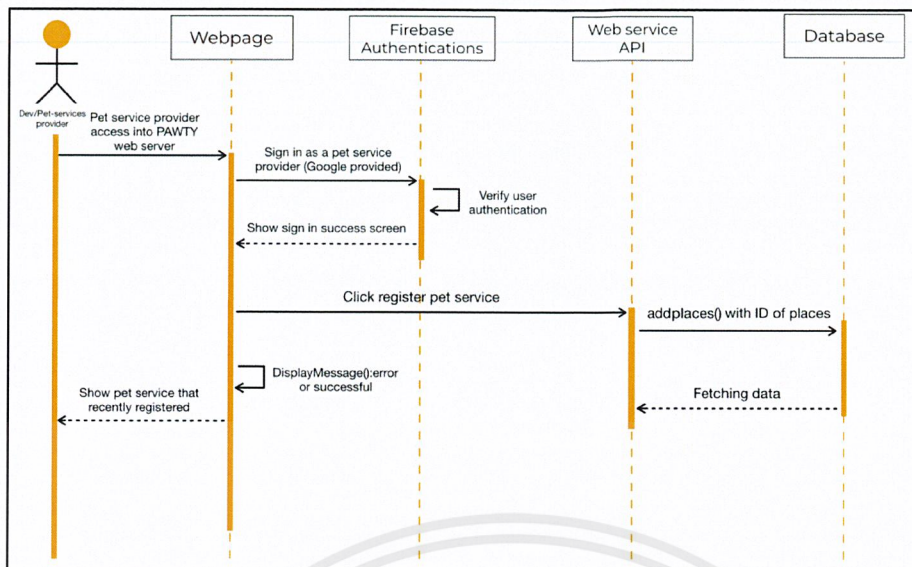 Webpage
Firebase
Authentications
Web service
API
Database
Dev/Pet-services
provider
Pet service provider
access into PAWTY
web server
Sign in as a pet service
provider (Google provided)
Verify user
authentication
Show sign in success screen
Click register pet service
addplaces() with ID of places
DisplayMessage():error
or successful
Show pet service that
recently registered
Fetching data